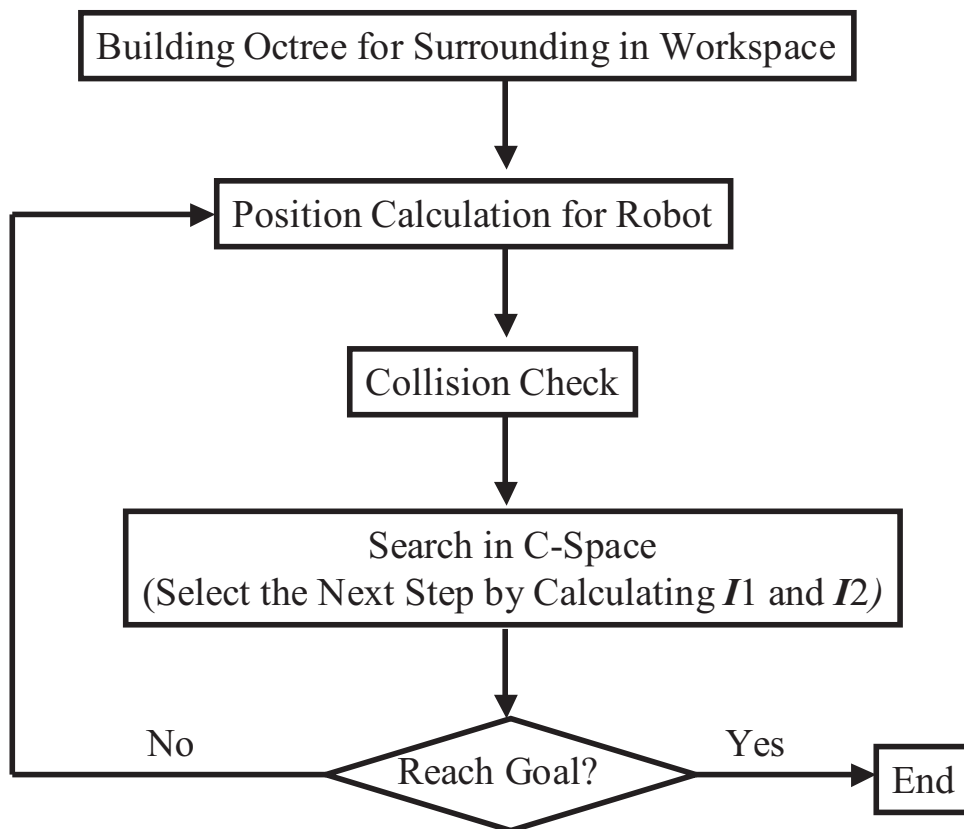 Building Octree for Surrounding in Workspace
Position Calculation for Robot
Collision Check
Search in C-Space
(Select the Next Step by Calculating I1 and I2)
No
Yes
Reach Goal?
End